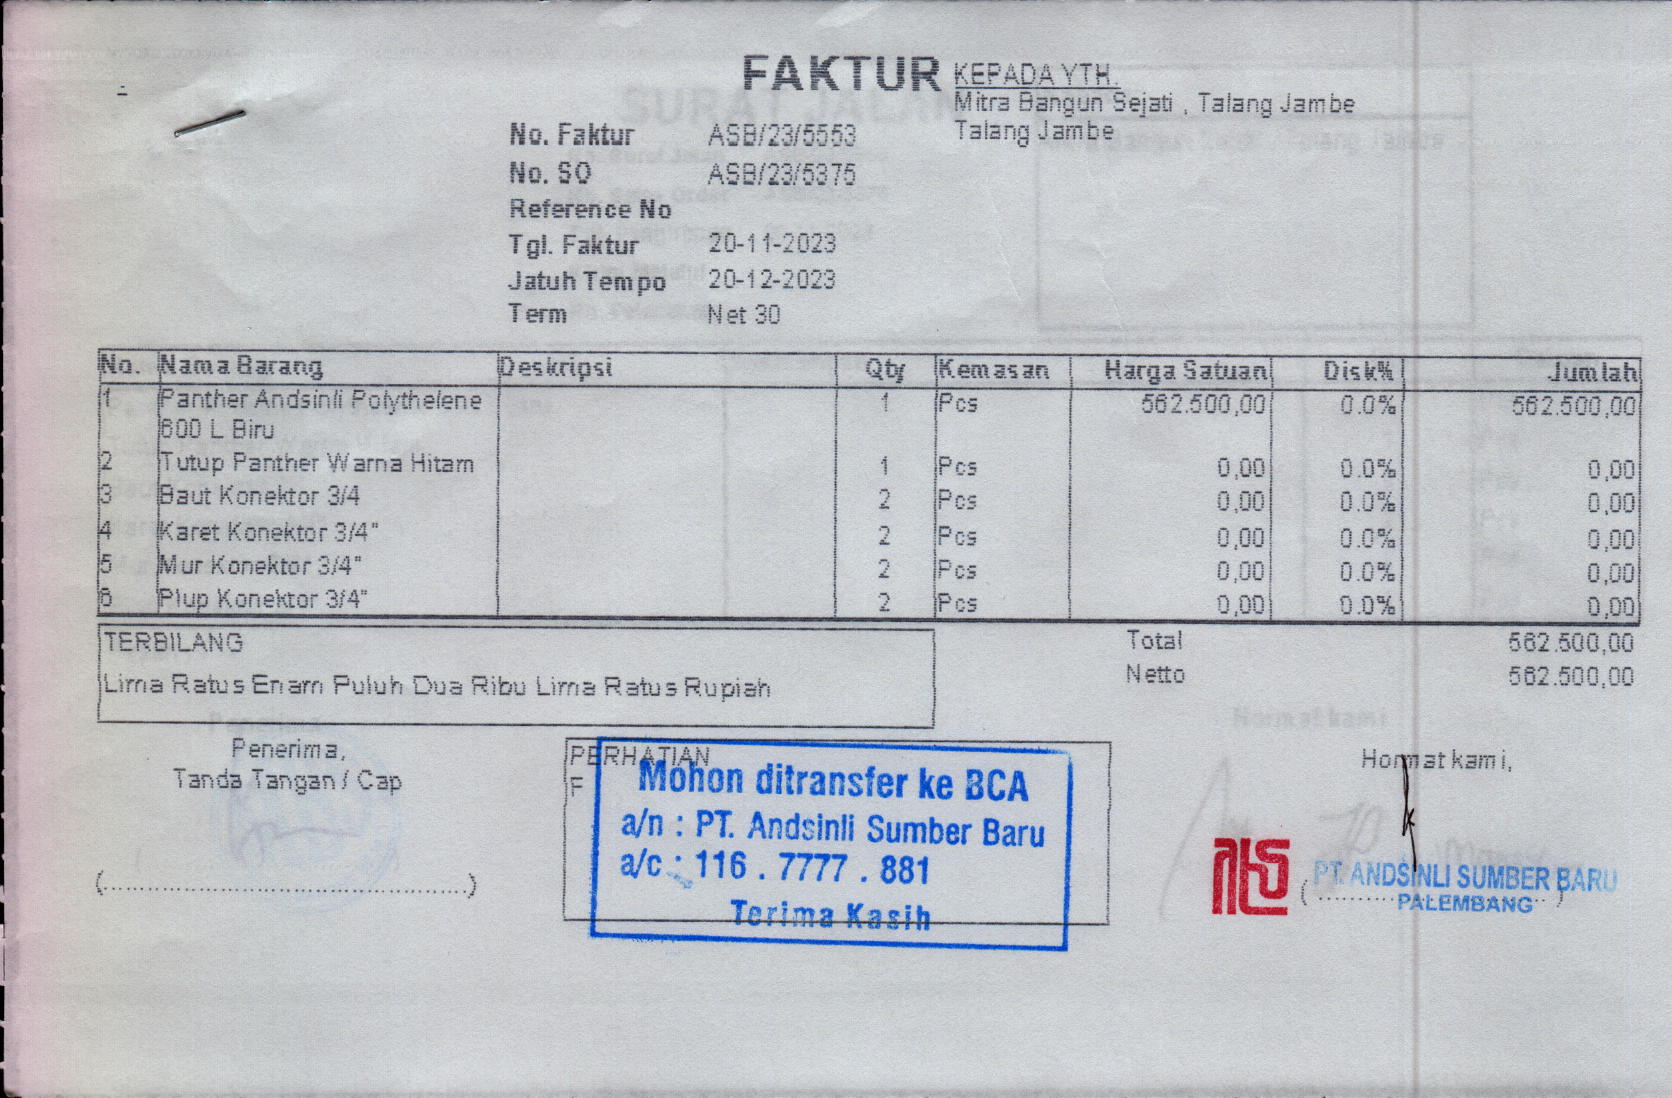 FAKTUR
KEPADA YTH.
Mitra Bangun Sejati , Talang Jambe
Talang Jambe
No. Faktur ASB/23/5553
No. SO ASB/23/5375
Reference No
Tgl. Faktur 20-11-2023
Jatuh Tempo 20-12-2023
Term Net 30
No. Nama Barang Deskripsi Qty Kemasan Harga Satuan Disk% Jumlah
1 Panther Andsinli Polythelene 1 Pcs 562.500,00 0.0% 562.500,00
600 L Biru
2 Tutup Panther Warna Hitam 1 Pcs 0,00 0.0% 0,00
3 Baut Konektor 3/4 2 Pcs 0,00 0.0% 0,00
4 Karet Konektor 3/4" 2 Pcs 0,00 0.0% 0,00
5 Mur Konektor 3/4" 2 Pcs 0,00 0.0% 0,00
6 Plup Konektor 3/4" 2 Pcs 0,00 0.0% 0,00
TERBILANG
Lima Ratus Enam Puluh Dua Ribu Lima Ratus Rupiah
Total 562.500,00
Netto 562.500,00
Penerima,
Tanda Tangan / Cap
PERHATIAN
F
Mohon ditransfer ke BCA
a/n : PT. Andsinli Sumber Baru
a/c : 116 . 7777 . 881
Terima Kasih
Hormat kami,
PT. ANDSINLI SUMBER BARU
PALEMBANG